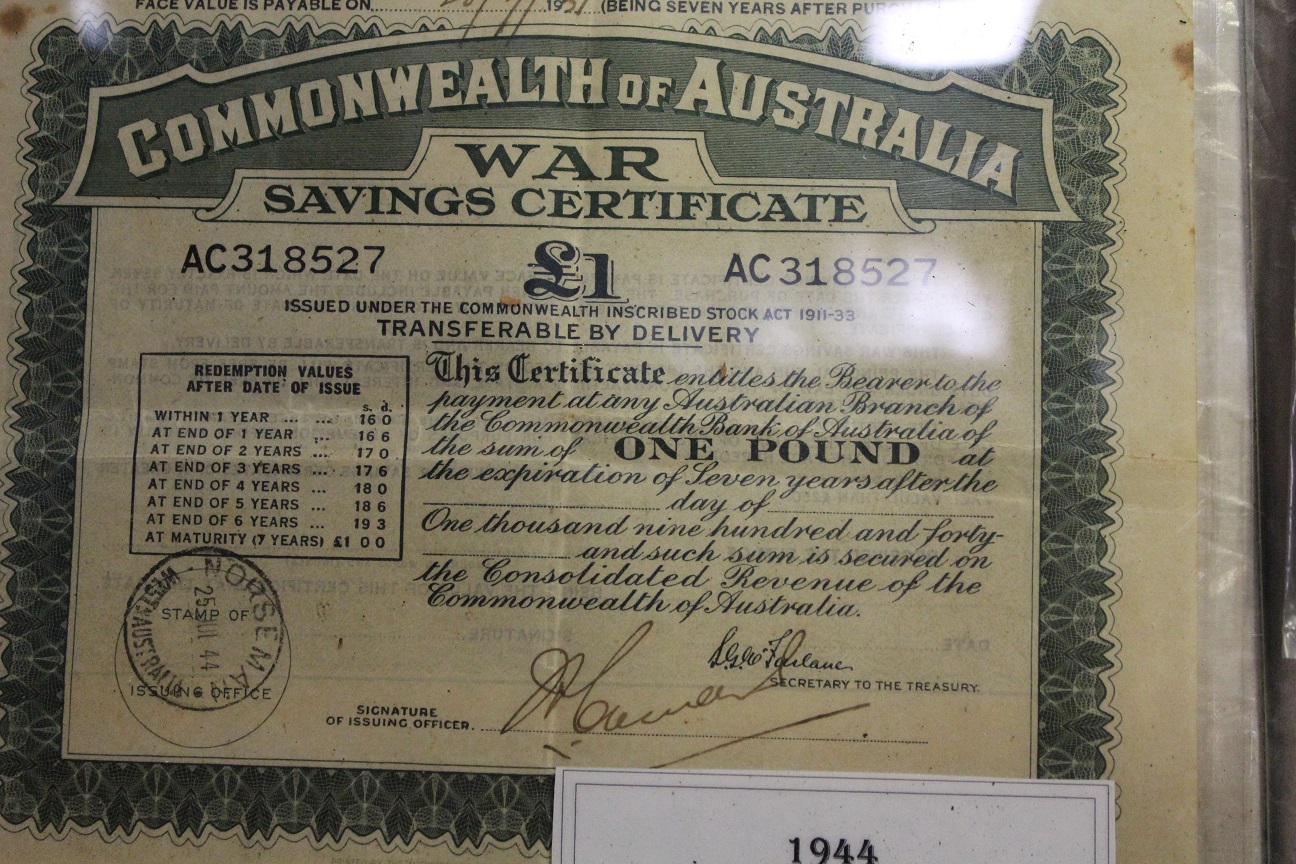 FACE VALUE IS PAYABLE ON 1951 (BEING SEVEN YEARS AFTER
COMMONWEALTH OF AUSTRALIA
WAR
SAVINGS CERTIFICATE
AC318527 £1 AC318527
ISSUED UNDER THE COMMONWEALTH INSCRIBED STOCK ACT 1911-33
TRANSFERABLE BY DELIVERY
REDEMPTION VALUES
AFTER DATE OF ISSUE
s. d.
WITHIN 1 YEAR ... ... 16 0
AT END OF 1 YEAR ... 16 6
AT END OF 2 YEARS ... 17 0
AT END OF 3 YEARS ... 17 6
AT END OF 4 YEARS ... 18 0
AT END OF 5 YEARS ... 18 6
AT END OF 6 YEARS ... 19 3
AT MATURITY (7 YEARS) £1 0 0
This Certificate entitles the Bearer to the
payment at any Australian Branch of
the Commonwealth Bank of Australia of
the sum of ONE POUND at
the expiration of Seven years after the
day of
One thousand nine hundred and forty-
and such sum is secured on
the Consolidated Revenue of the
Commonwealth of Australia.
NORSEMAN
WESTN AUSTRALIA
25 JUL 44
STAMP OF
ISSUING OFFICE
SECRETARY TO THE TREASURY.
SIGNATURE
OF ISSUING OFFICER.
1944